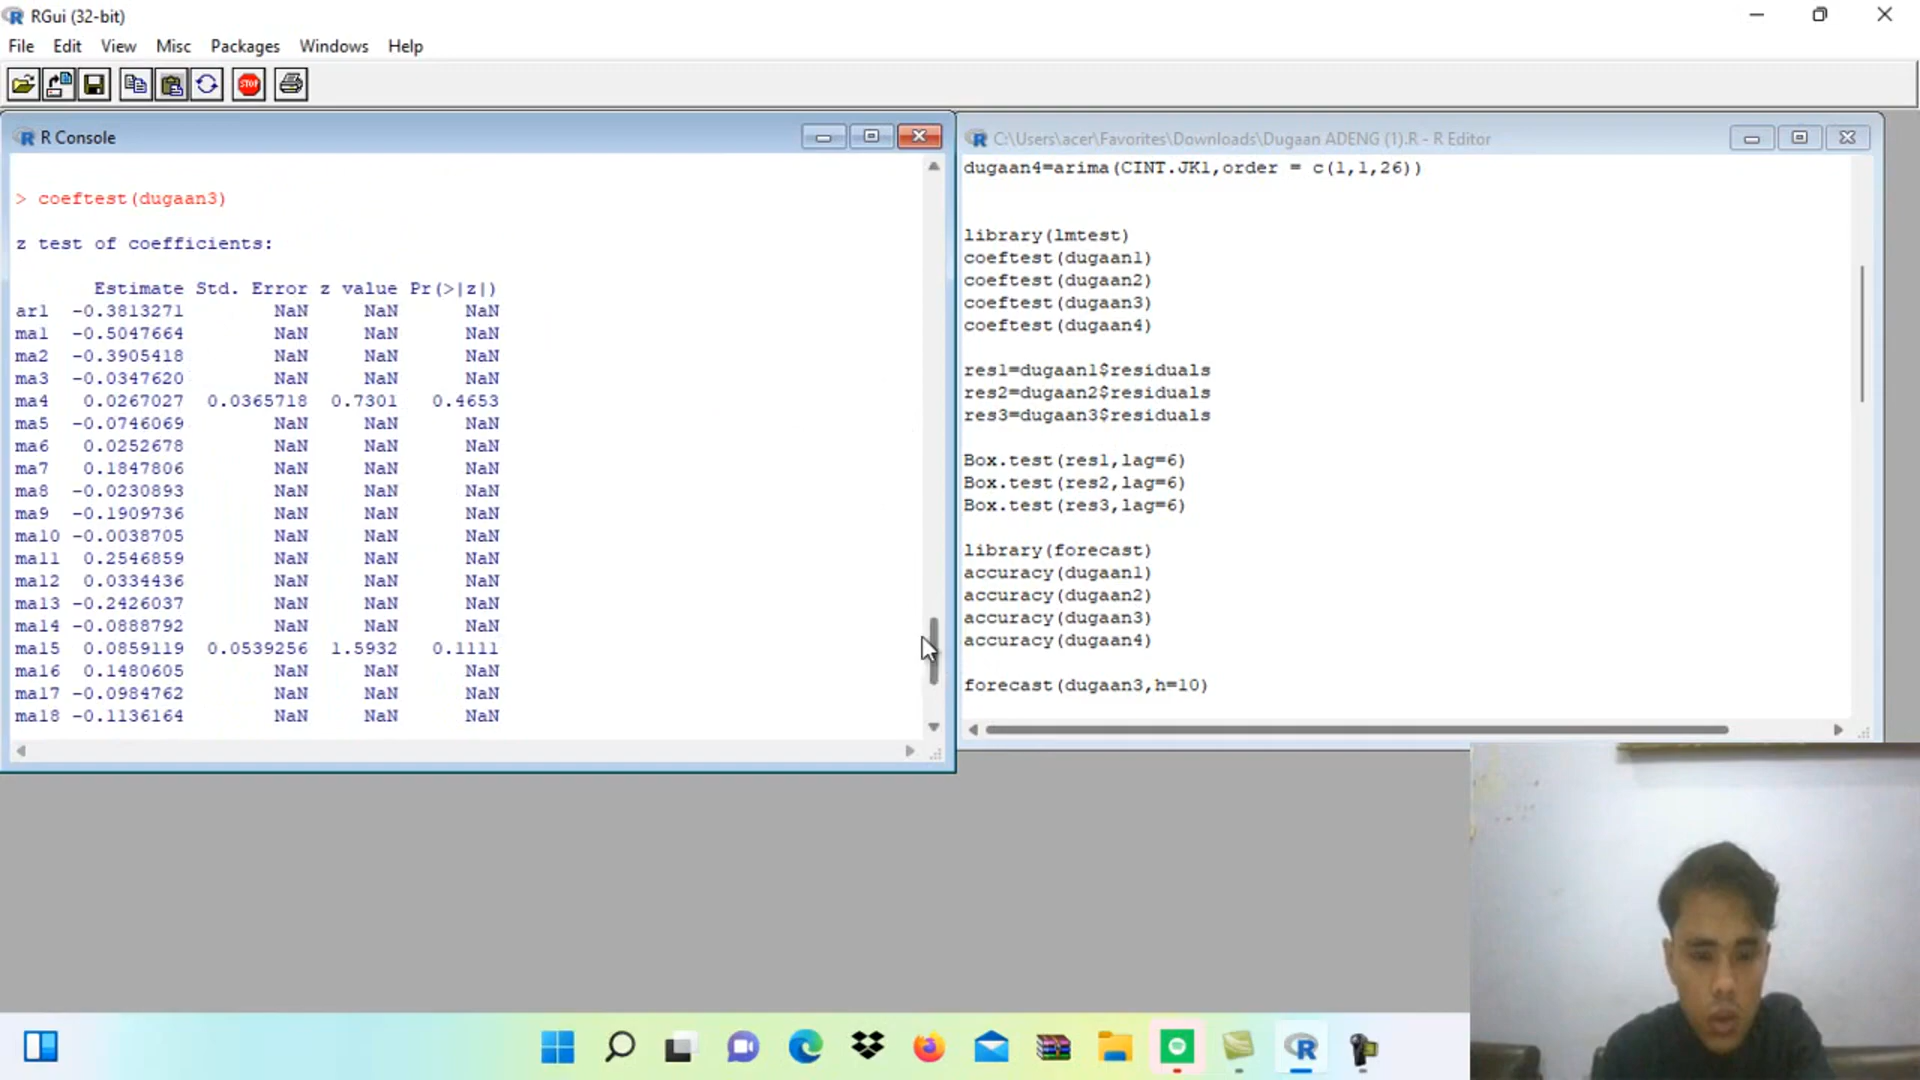 RGui (32-bit)
File Edit View Misc Packages Windows Help
STOP
R Console
> coeftest(dugaan3)
z test of coefficients:
Estimate Std. Error z value Pr(>|z|)
ar1 -0.3813271 NaN NaN NaN
ma1 -0.5047664 NaN NaN NaN
ma2 -0.3905418 NaN NaN NaN
ma3 -0.0347620 NaN NaN NaN
ma4 0.0267027 0.0365718 0.7301 0.4653
ma5 -0.0746069 NaN NaN NaN
ma6 0.0252678 NaN NaN NaN
ma7 0.1847806 NaN NaN NaN
ma8 -0.0230893 NaN NaN NaN
ma9 -0.1909736 NaN NaN NaN
ma10 -0.0038705 NaN NaN NaN
ma11 0.2546859 NaN NaN NaN
ma12 0.0334436 NaN NaN NaN
ma13 -0.2426037 NaN NaN NaN
ma14 -0.0888792 NaN NaN NaN
ma15 0.0859119 0.0539256 1.5932 0.1111
ma16 0.1480605 NaN NaN NaN
ma17 -0.0984762 NaN NaN NaN
ma18 -0.1136164 NaN NaN NaN
C:\Users\acer\Favorites\Downloads\Dugaan ADENG (1).R - R Editor
dugaan4=arima(CINT.JK1,order = c(1,1,26))
library(lmtest)
coeftest(dugaan1)
coeftest(dugaan2)
coeftest(dugaan3)
coeftest(dugaan4)
res1=dugaan1$residuals
res2=dugaan2$residuals
res3=dugaan3$residuals
Box.test(res1,lag=6)
Box.test(res2,lag=6)
Box.test(res3,lag=6)
library(forecast)
accuracy(dugaan1)
accuracy(dugaan2)
accuracy(dugaan3)
accuracy(dugaan4)
forecast(dugaan3,h=10)